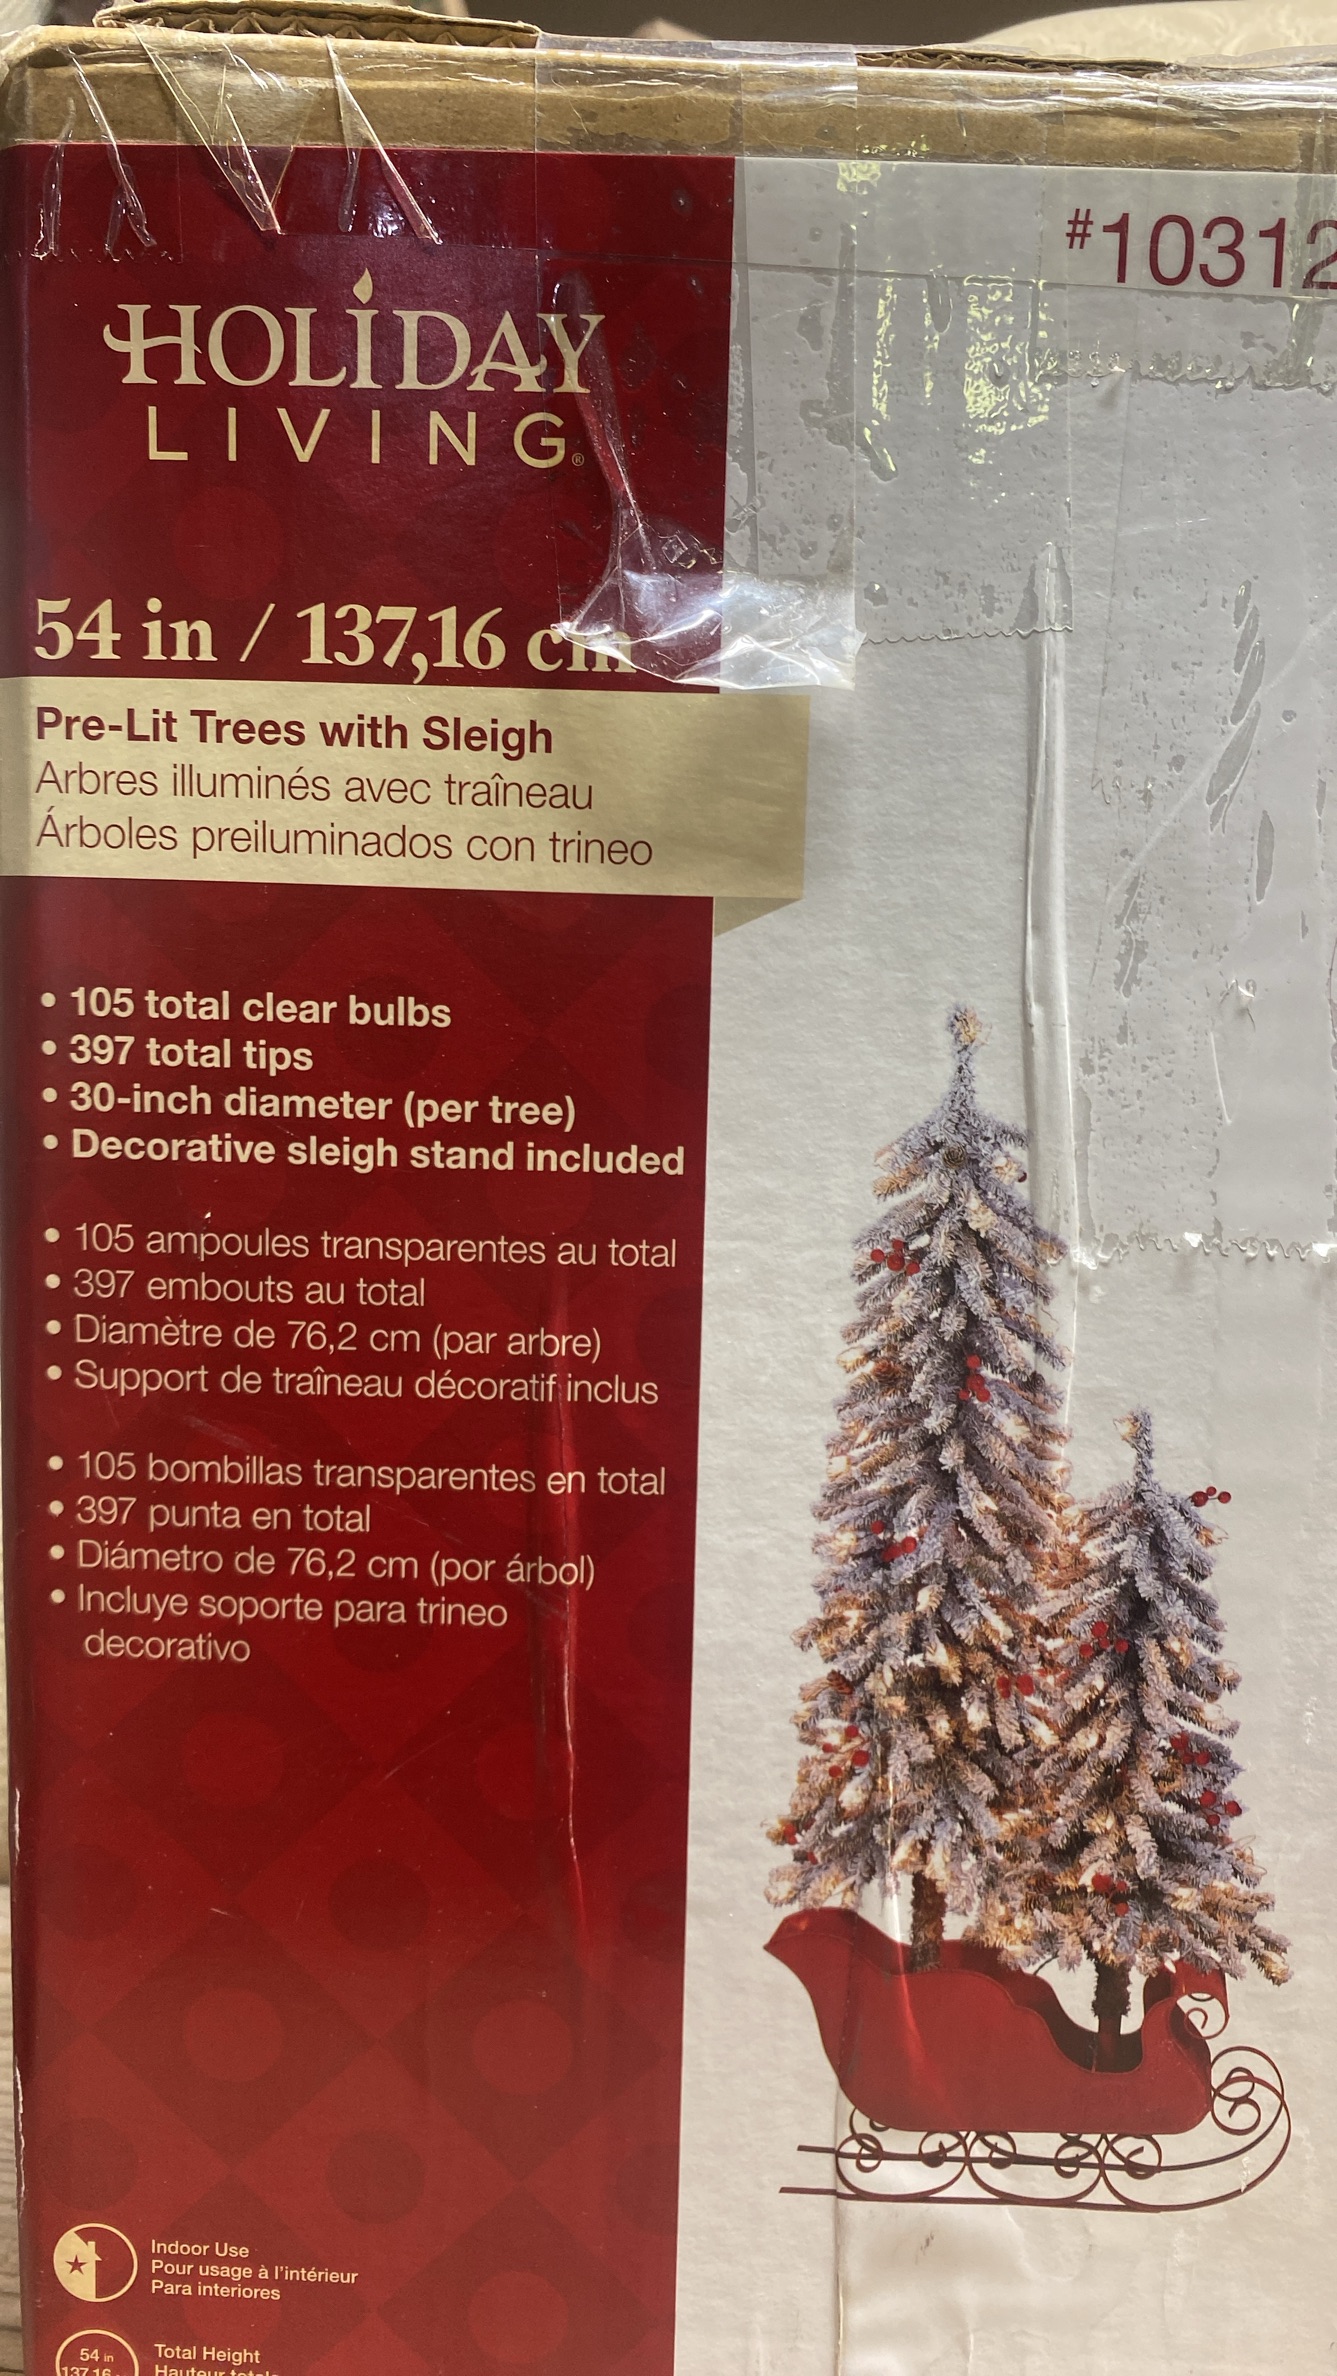 #10312
HOLIDAY
LIVING®
54 in / 137,16 cm
Pre-Lit Trees with Sleigh
Arbres illuminés avec traîneau
Árboles preiluminados con trineo
• 105 total clear bulbs
• 397 total tips
• 30-inch diameter (per tree)
• Decorative sleigh stand included
• 105 ampoules transparentes au total
• 397 embouts au total
• Diamètre de 76,2 cm (par arbre)
• Support de traîneau décoratif inclus
• 105 bombillas transparentes en total
• 397 punta en total
• Diámetro de 76,2 cm (por árbol)
• Incluye soporte para trineo
decorativo
Indoor Use
Pour usage à l'intérieur
Para interiores
54 in
137,16
Total Height
Hauteur